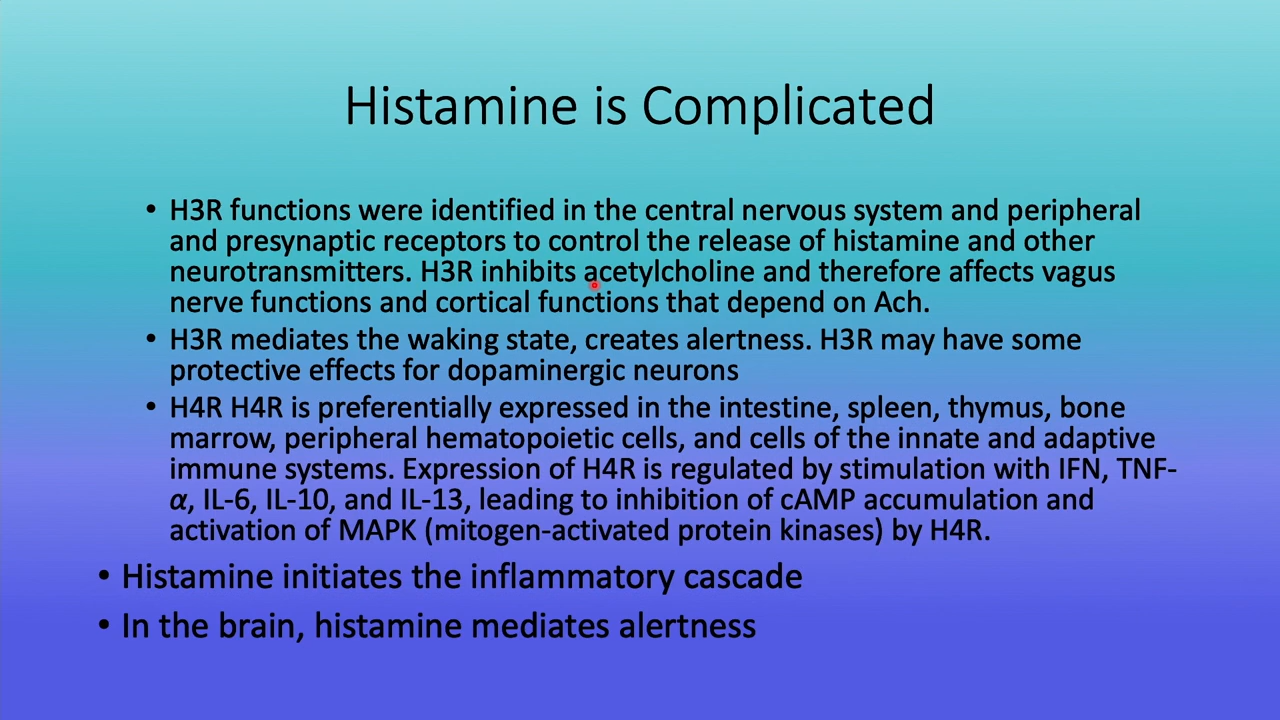 Histamine is Complicated
• H3R functions were identified in the central nervous system and peripheral
and presynaptic receptors to control the release of histamine and other
neurotransmitters. H3R inhibits acetylcholine and therefore affects vagus
nerve functions and cortical functions that depend on Ach.
• H3R mediates the waking state, creates alertness. H3R may have some
protective effects for dopaminergic neurons
• H4R H4R is preferentially expressed in the intestine, spleen, thymus, bone
marrow, peripheral hematopoietic cells, and cells of the innate and adaptive
immune systems. Expression of H4R is regulated by stimulation with IFN, TNF-
α, IL-6, IL-10, and IL-13, leading to inhibition of cAMP accumulation and
activation of MAPK (mitogen-activated protein kinases) by H4R.
• Histamine initiates the inflammatory cascade
• In the brain, histamine mediates alertness